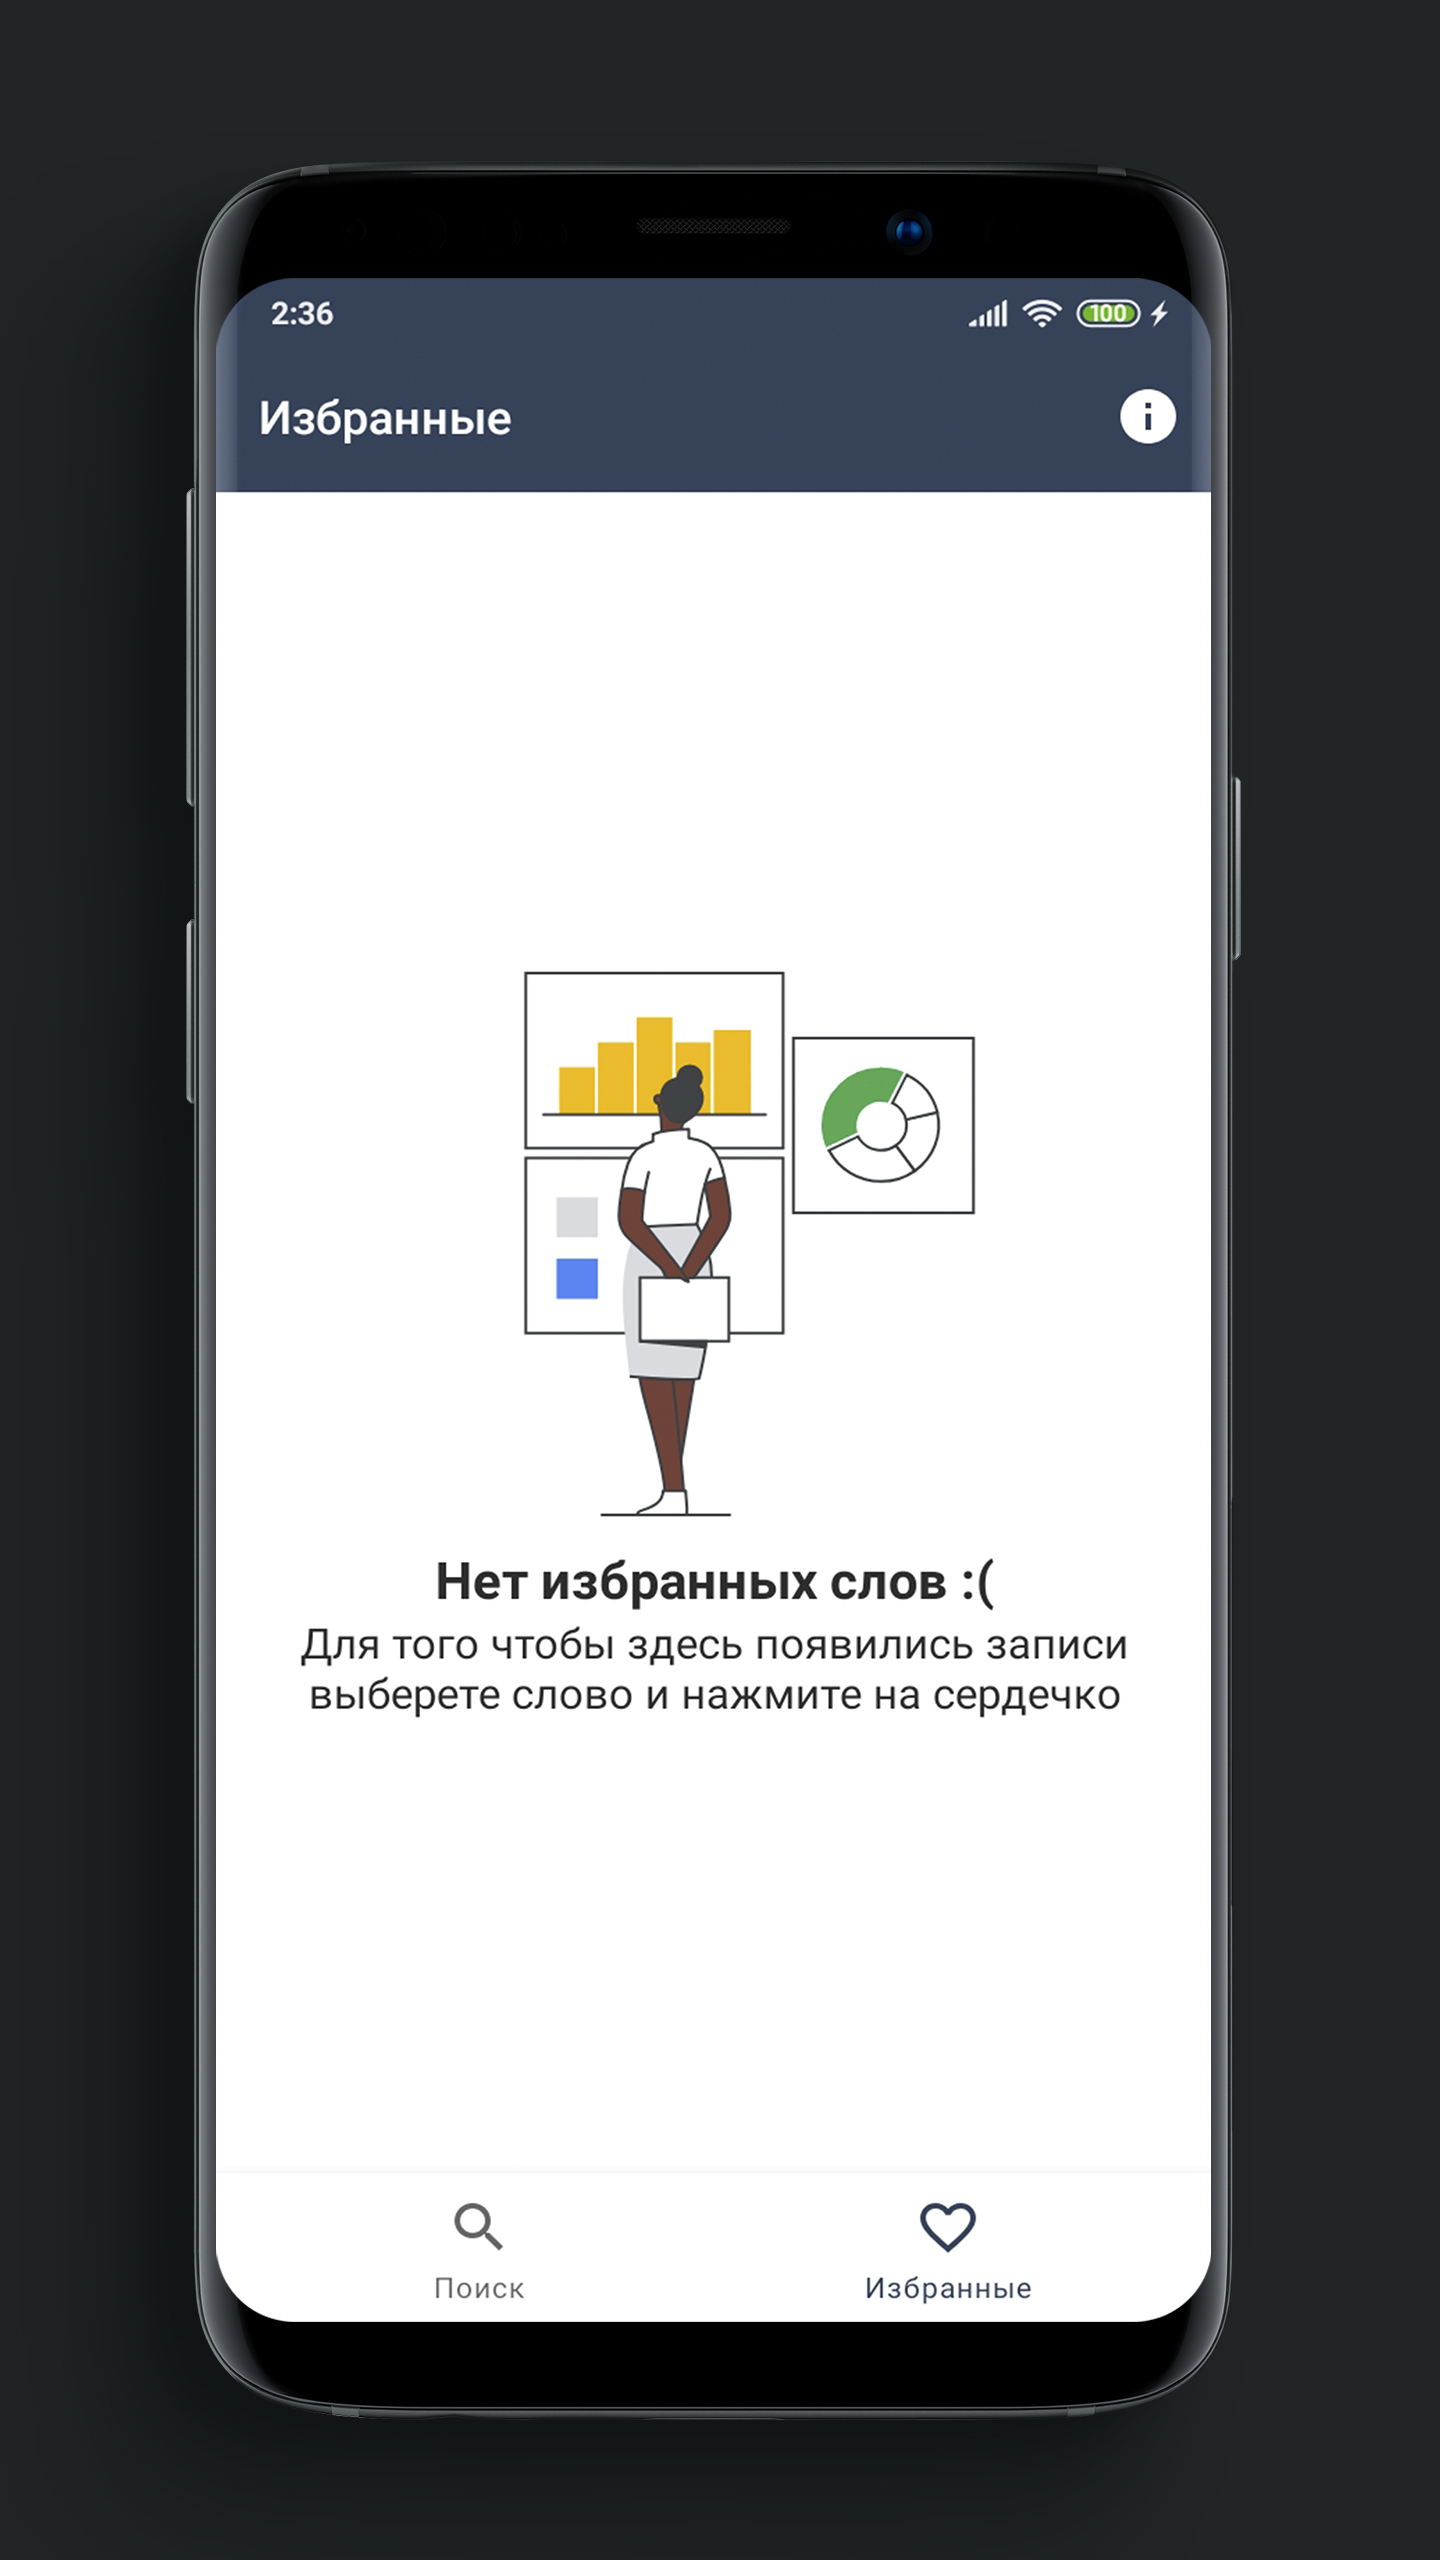 2:36
100
Избранные
Нет избранных слов :(
Для того чтобы здесь появились записи
выберете слово и нажмите на сердечко
Поиск
Избранные